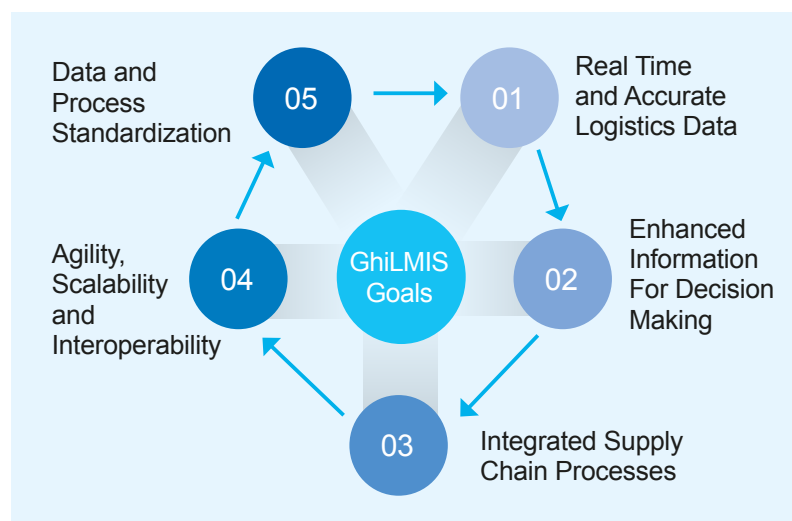 GhiLMIS
Goals
01
Real Time
and Accurate
Logistics Data
02
Enhanced
Information
For Decision
Making
03
Integrated Supply
Chain Processes
04
Agility,
Scalability
and
Interoperability
05
Data and
Process
Standardization